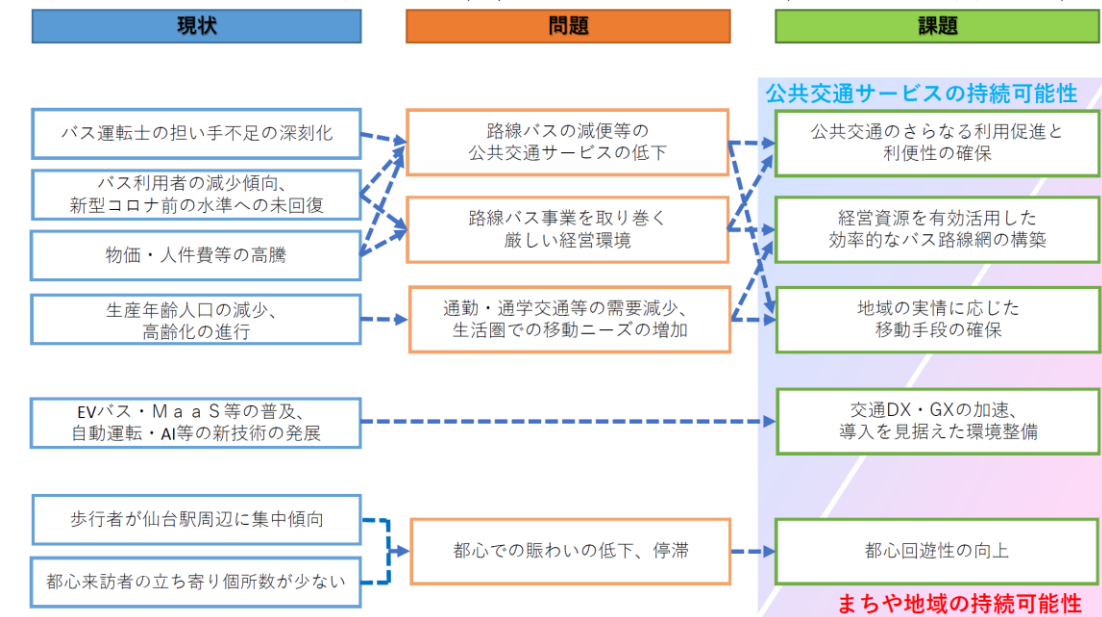 現状
問題
課題
公共交通サービスの持続可能性
バス運転士の担い手不足の深刻化
バス利用者の減少傾向、
新型コロナ前の水準への未回復
物価・人件費等の高騰
生産年齢人口の減少、
高齢化の進行
EVバス・ＭａａＳ等の普及、
自動運転・AI等の新技術の発展
歩行者が仙台駅周辺に集中傾向
都心来訪者の立ち寄り個所数が少ない
路線バスの減便等の
公共交通サービスの低下
路線バス事業を取り巻く
厳しい経営環境
通勤・通学交通等の需要減少、
生活圏での移動ニーズの増加
都心での賑わいの低下、停滞
公共交通のさらなる利用促進と
利便性の確保
経営資源を有効活用した
効率的なバス路線網の構築
地域の実情に応じた
移動手段の確保
交通DX・GXの加速、
導入を見据えた環境整備
都心回遊性の向上
まちや地域の持続可能性